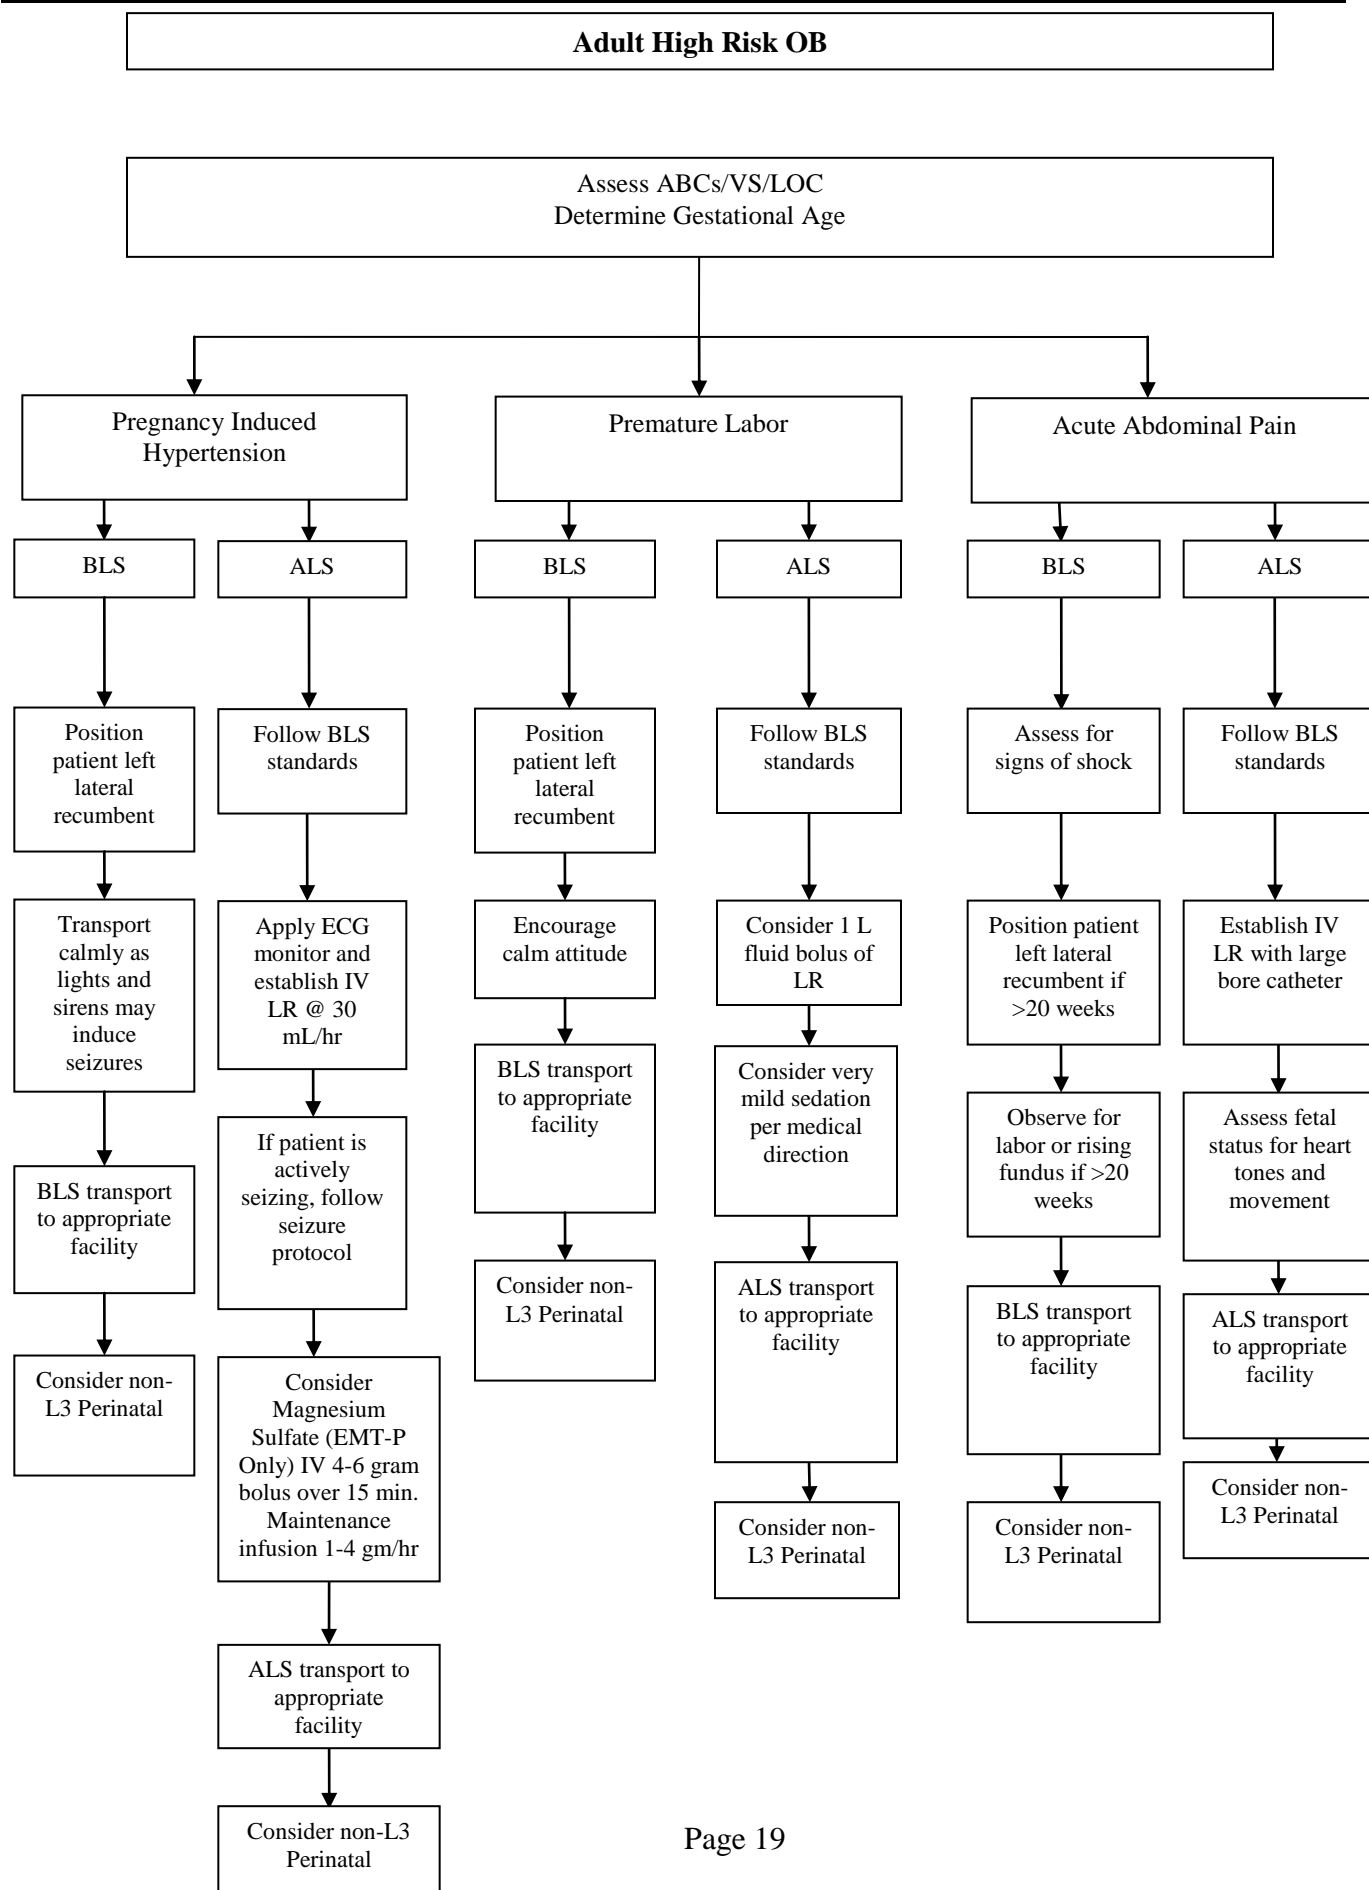 Adult High Risk OB
Assess ABCs/VS/LOC
Determine Gestational Age
Pregnancy Induced
Hypertension
BLS
Position
patient left
lateral
recumbent
Transport
calmly as
lights and
sirens may
induce
seizures
BLS transport
to appropriate
facility
Consider non-
L3 Perinatal
ALS
Follow BLS
standards
Apply ECG
monitor and
establish IV
LR @ 30
mL/hr
If patient is
actively
seizing, follow
seizure
protocol
Consider
Magnesium
Sulfate (EMT-P
Only) IV 4-6 gram
bolus over 15 min.
Maintenance
infusion 1-4 gm/hr
ALS transport to
appropriate
facility
Consider non-L3
Perinatal
Premature Labor
BLS
Position
patient left
lateral
recumbent
Encourage
calm attitude
BLS transport
to appropriate
facility
Consider non-
L3 Perinatal
ALS
Follow BLS
standards
Consider 1 L
fluid bolus of
LR
Consider very
mild sedation
per medical
direction
ALS transport
to appropriate
facility
Consider non-
L3 Perinatal
Acute Abdominal Pain
BLS
Assess for
signs of shock
Position patient
left lateral
recumbent if
>20 weeks
Observe for
labor or rising
fundus if >20
weeks
BLS transport
to appropriate
facility
Consider non-
L3 Perinatal
ALS
Follow BLS
standards
Establish IV
LR with large
bore catheter
Assess fetal
status for heart
tones and
movement
ALS transport
to appropriate
facility
Consider non-
L3 Perinatal
Page 19